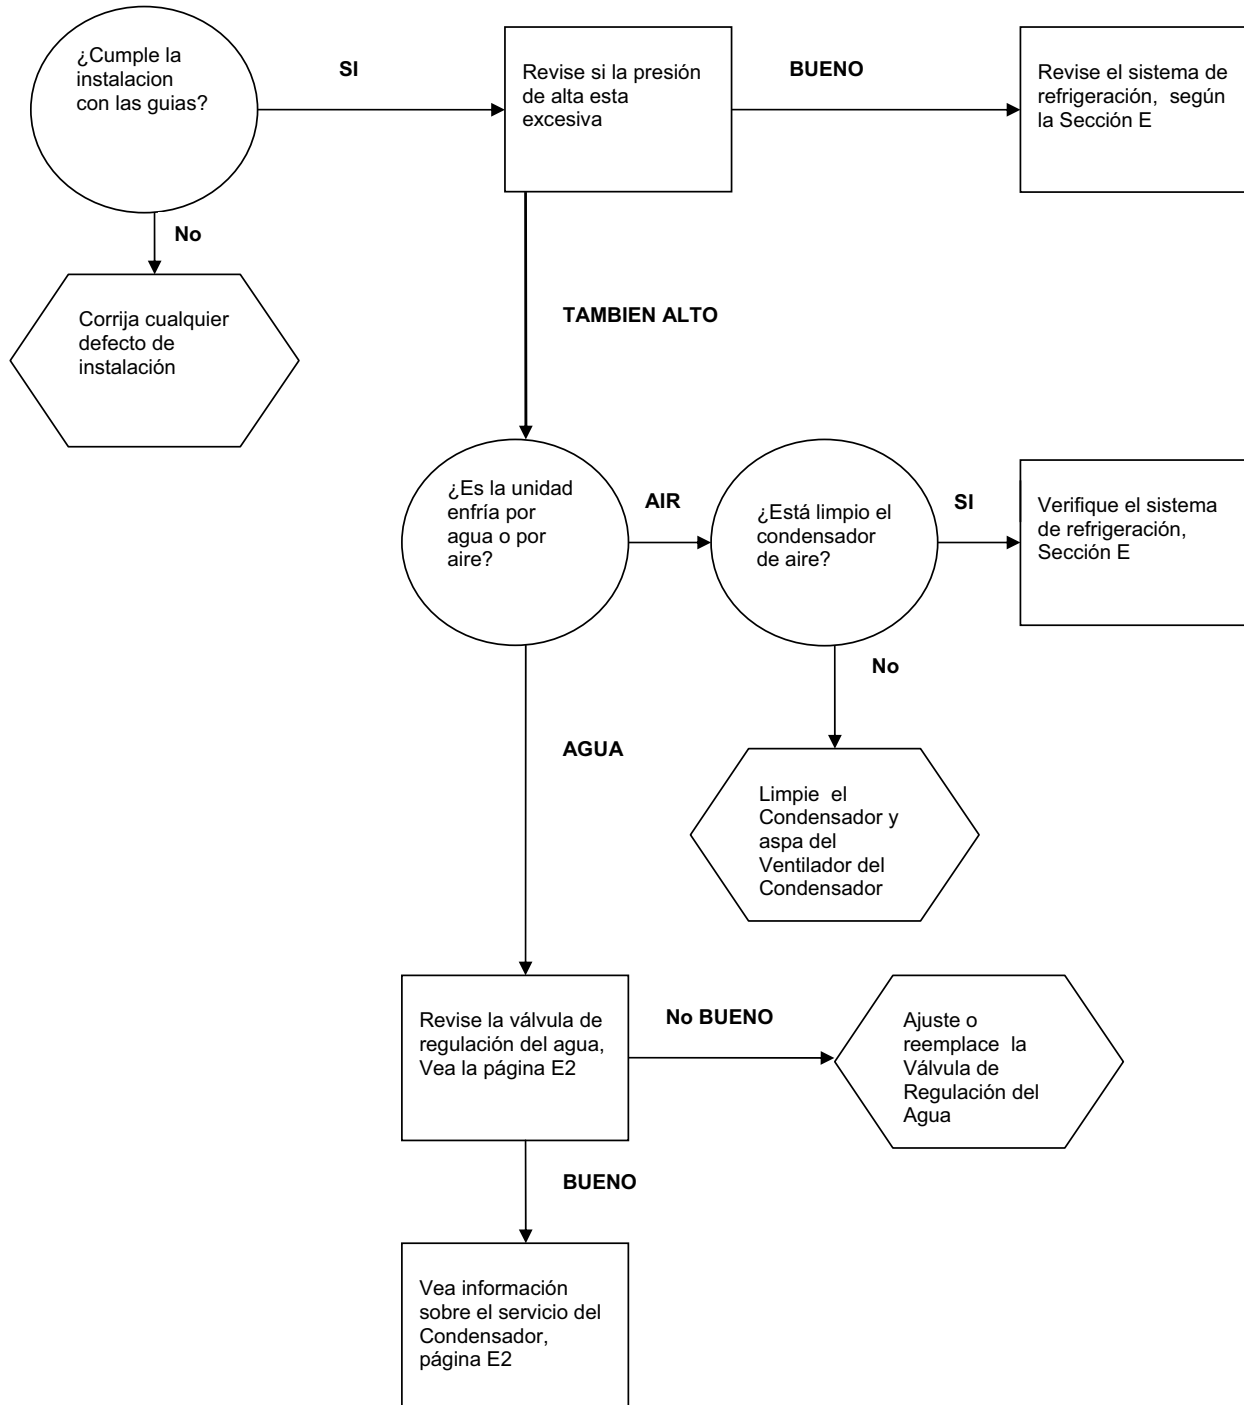 ¿Cumple la
instalacion
con las guias?
SI
Revise si la presión
de alta esta
excesiva
BUENO
Revise el sistema de
refrigeración, según
la Sección E
No
Corrija cualquier
defecto de
instalación
TAMBIEN ALTO
¿Es la unidad
enfría por
agua o por
aire?
AIR
¿Está limpio el
condensador
de aire?
SI
Verifique el sistema
de refrigeración,
Sección E
No
AGUA
Limpie el
Condensador y
aspa del
Ventilador del
Condensador
Revise la válvula de
regulación del agua,
Vea la página E2
No BUENO
Ajuste o
reemplace la
Válvula de
Regulación del
Agua
BUENO
Vea información
sobre el servicio del
Condensador,
página E2